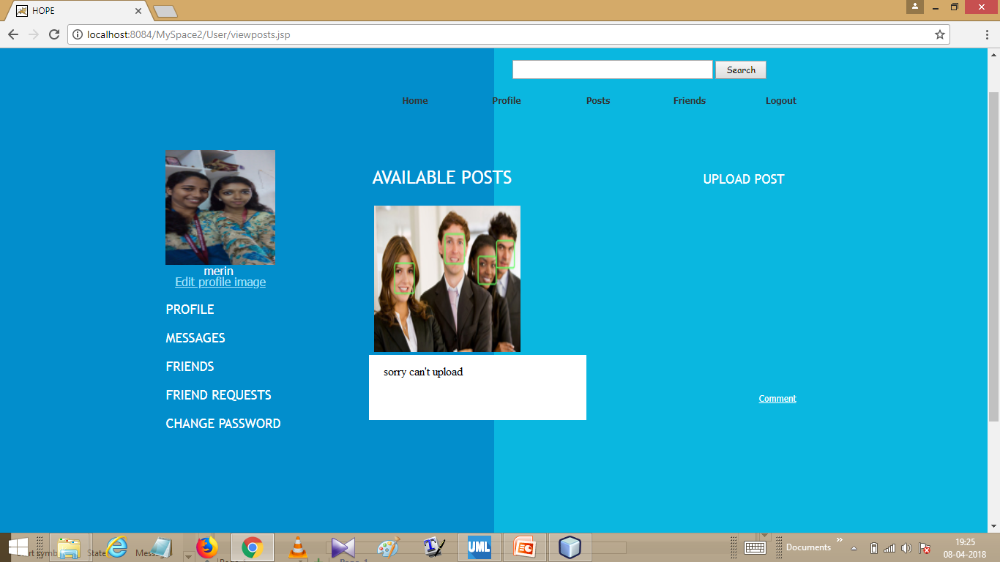 HOPE
localhost:8084/MySpace2/User/viewposts.jsp
Search
Home Profile Posts Friends Logout
AVAILABLE POSTS
UPLOAD POST
merin
Edit profile image
PROFILE
MESSAGES
FRIENDS
FRIEND REQUESTS
CHANGE PASSWORD
sorry can't upload
Comment
UML
Documents
19:25
08-04-2018